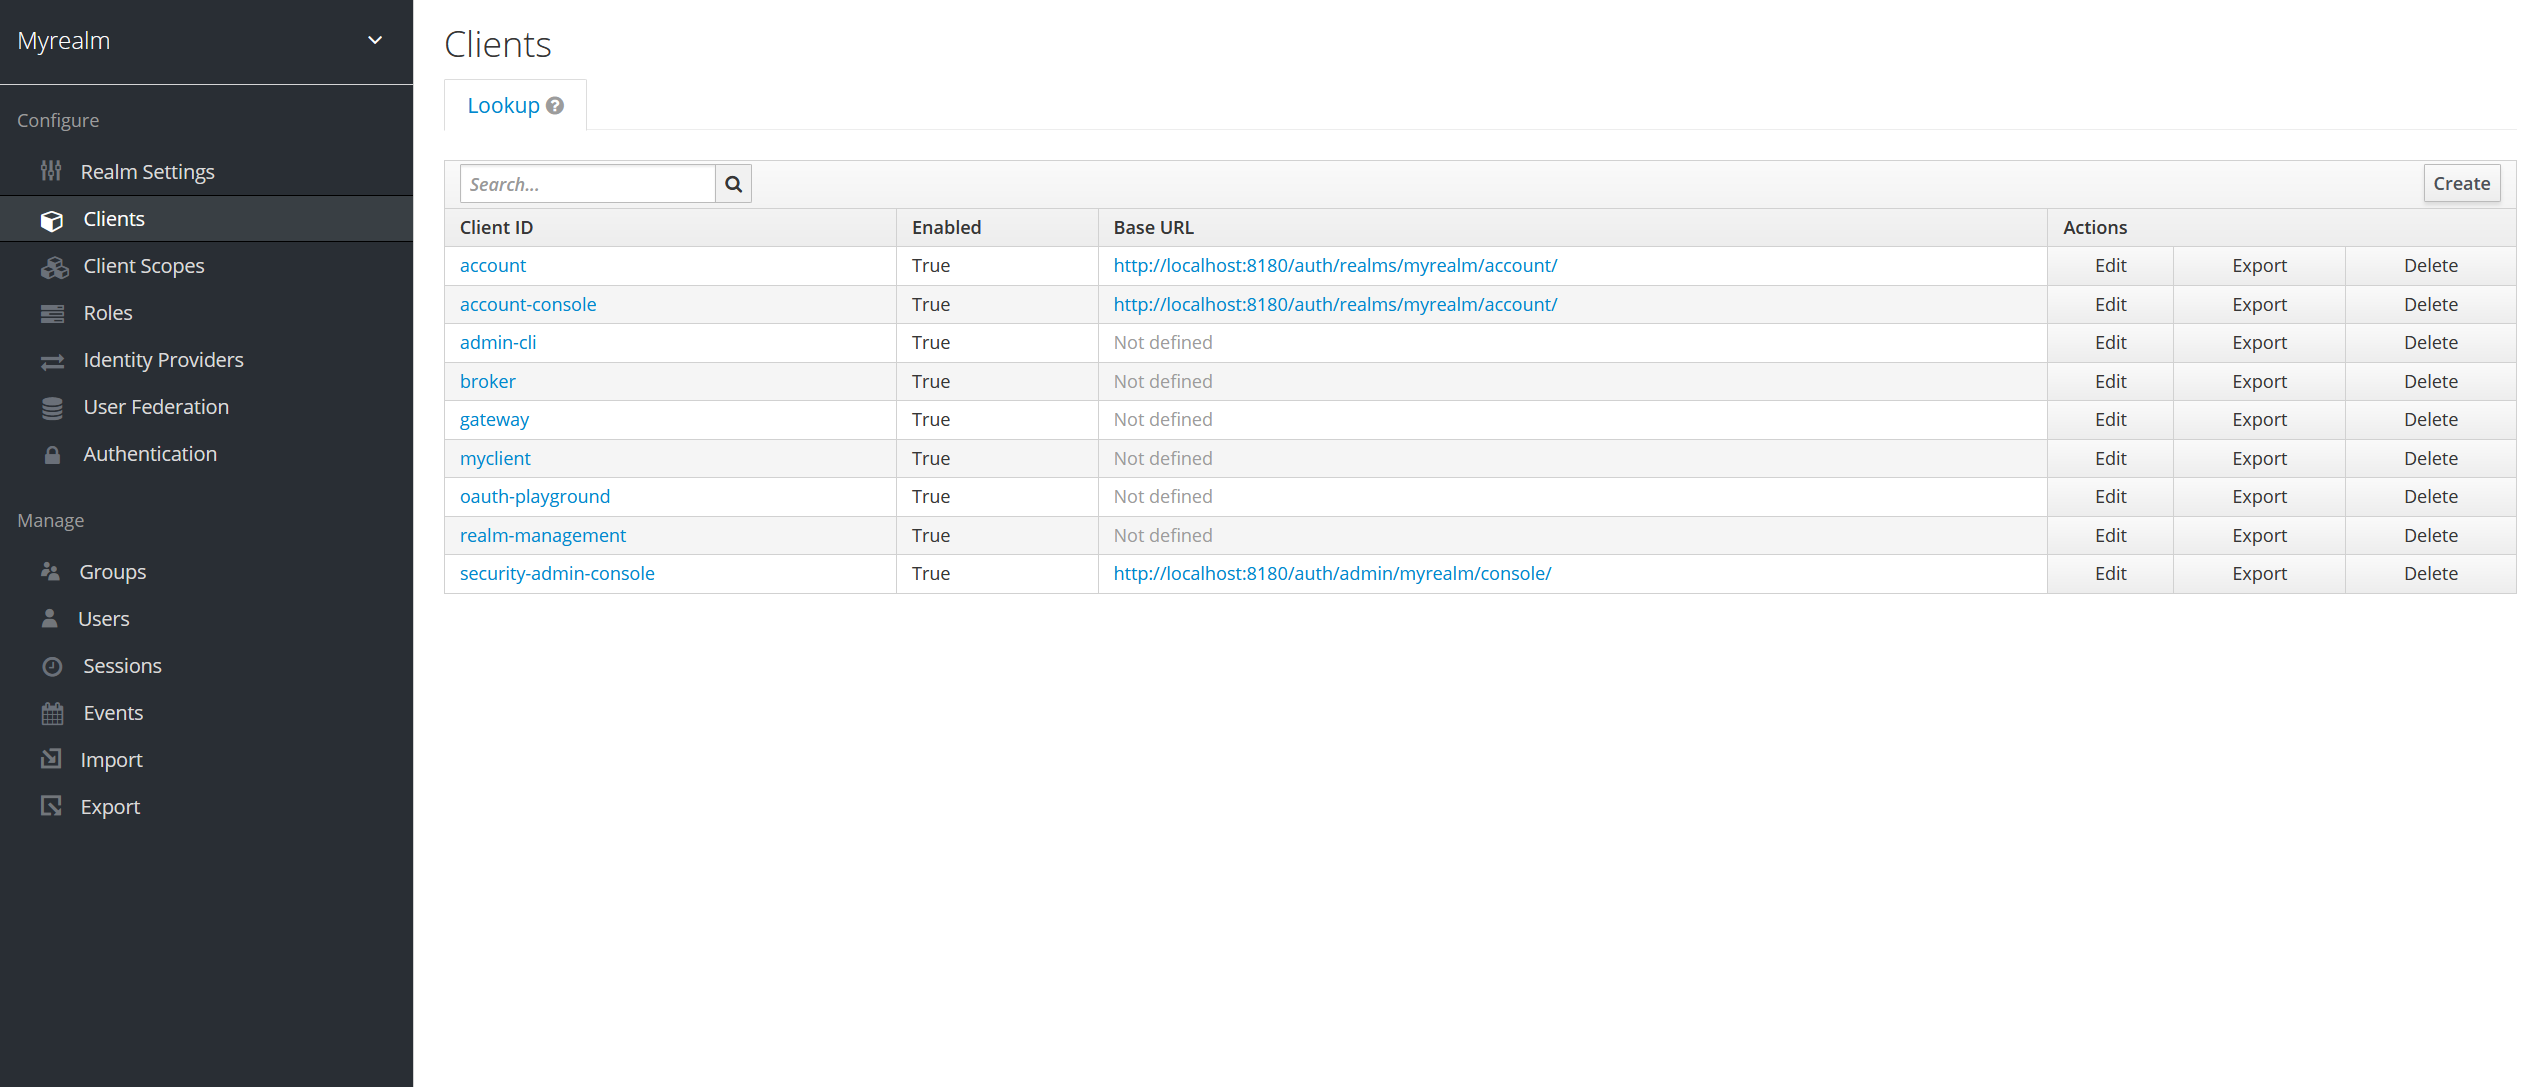 Myrealm
Configure
Realm Settings
Clients
Client Scopes
Roles
Identity Providers
User Federation
Authentication
Manage
Groups
Users
Sessions
Events
Import
Export
Clients
Lookup ?
Search...
Create
Client ID Enabled Base URL Actions
account True http://localhost:8180/auth/realms/myrealm/account/ Edit Export Delete
account-console True http://localhost:8180/auth/realms/myrealm/account/ Edit Export Delete
admin-cli True Not defined Edit Export Delete
broker True Not defined Edit Export Delete
gateway True Not defined Edit Export Delete
myclient True Not defined Edit Export Delete
oauth-playground True Not defined Edit Export Delete
realm-management True Not defined Edit Export Delete
security-admin-console True http://localhost:8180/auth/admin/myrealm/console/ Edit Export Delete